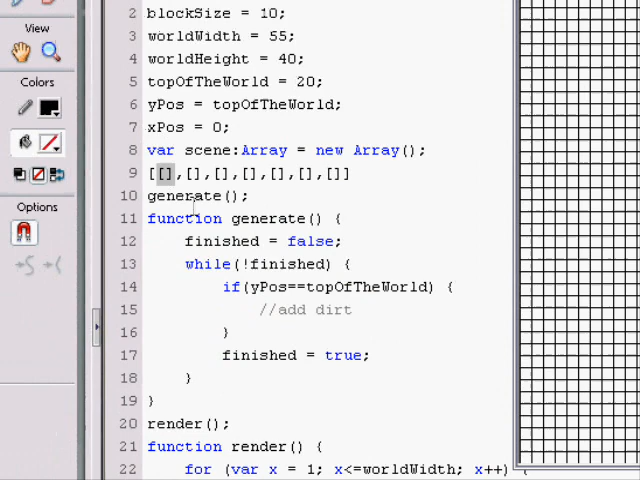 View
Colors
Options
2 blockSize = 10;
3 worldWidth = 55;
4 worldHeight = 40;
5 topOfTheWorld = 20;
6 yPos = topOfTheWorld;
7 xPos = 0;
8 var scene:Array = new Array();
9 [[],[],[],[],[],[],[]]
10 generate();
11 function generate() {
12 finished = false;
13 while(!finished) {
14 if(yPos==topOfTheWorld) {
15 //add dirt
16 }
17 finished = true;
18 }
19 }
20 render();
21 function render() {
22 for (var x = 1; x<=worldWidth; x++) {